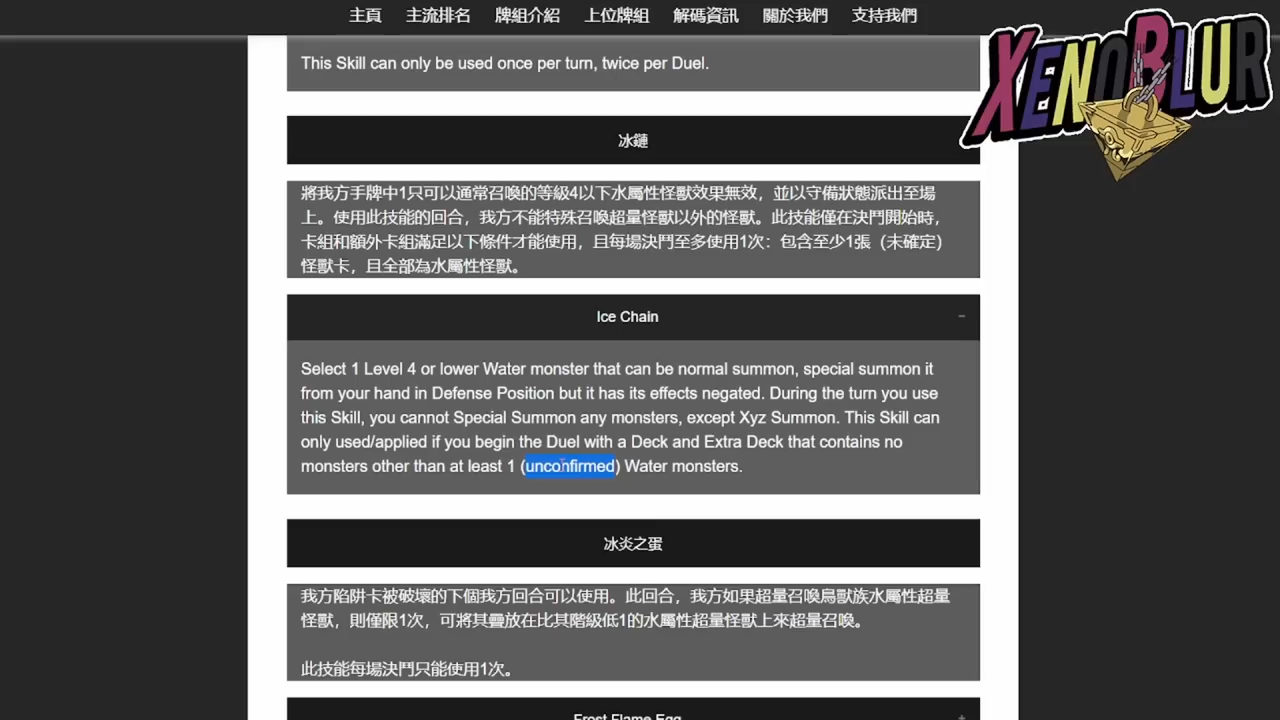 主頁 主流排名 牌組介紹 上位牌組 解碼資訊 關於我們 支持我們
XENOBLUR
This Skill can only be used once per turn, twice per Duel.
冰鏈
將我方手牌中1只可以通常召喚的等級4以下水屬性怪獸效果無效，並以守備狀態派出至場
上。使用此技能的回合，我方不能特殊召喚超量怪獸以外的怪獸。此技能僅在決鬥開始時，
卡組和額外卡組滿足以下條件才能使用，且每場決鬥至多使用1次：包含至少1張（未確定）
怪獸卡，且全部為水屬性怪獸。
Ice Chain
Select 1 Level 4 or lower Water monster that can be normal summon, special summon it
from your hand in Defense Position but it has its effects negated. During the turn you use
this Skill, you cannot Special Summon any monsters, except Xyz Summon. This Skill can
only used/applied if you begin the Duel with a Deck and Extra Deck that contains no
monsters other than at least 1 (unconfirmed) Water monsters.
冰炎之蛋
我方陷阱卡被破壞的下個我方回合可以使用。此回合，我方如果超量召喚鳥獸族水屬性超量
怪獸，則僅限1次，可將其疊放在比其階級低1的水屬性超量怪獸上來超量召喚。
此技能每場決鬥只能使用1次。
Frost Flame Egg